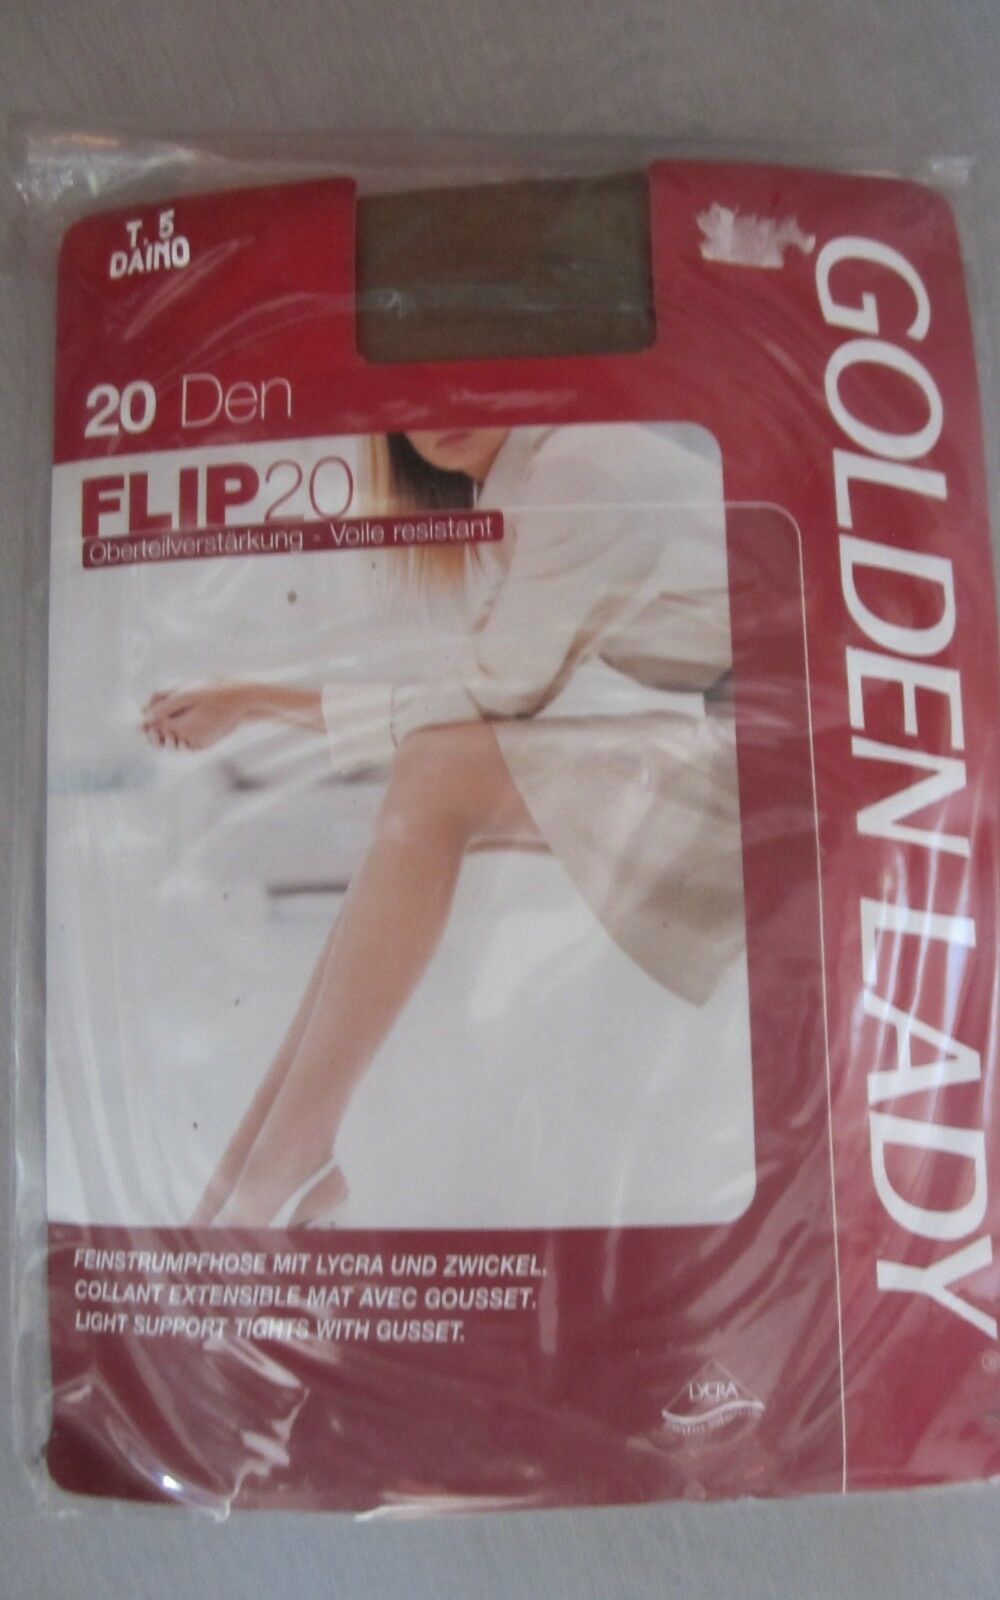 T. 5
DAINO
20 Den
FLIP20
Oberteilverstärkung - Voile resistant
GOLDEN LADY
FEINSTRUMPFHOSE MIT LYCRA UND ZWICKEL.
COLLANT EXTENSIBLE MAT AVEC GOUSSET.
LIGHT SUPPORT TIGHTS WITH GUSSET.
LYCRA